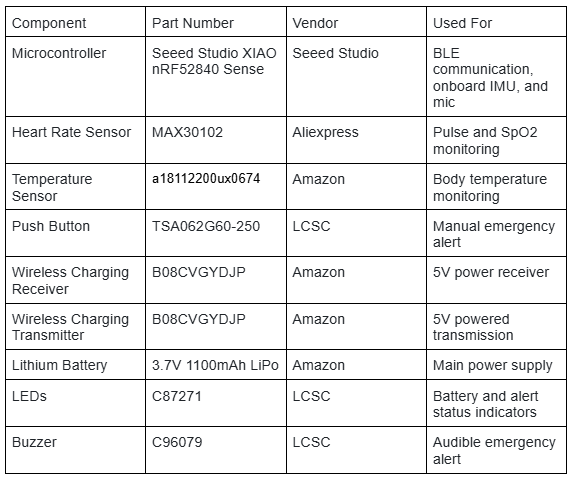 Component Part Number Vendor Used For
Microcontroller Seeed Studio XIAO Seeed Studio BLE
nRF52840 Sense communication,
onboard IMU, and
mic
Heart Rate Sensor MAX30102 Aliexpress Pulse and SpO2
monitoring
Temperature a18112200ux0674 Amazon Body temperature
Sensor monitoring
Push Button TSA062G60-250 LCSC Manual emergency
alert
Wireless Charging B08CVGYDJP Amazon 5V power receiver
Receiver
Wireless Charging B08CVGYDJP Amazon 5V powered
Transmitter transmission
Lithium Battery 3.7V 1100mAh LiPo Amazon Main power supply
LEDs C87271 LCSC Battery and alert
status indicators
Buzzer C96079 LCSC Audible emergency
alert